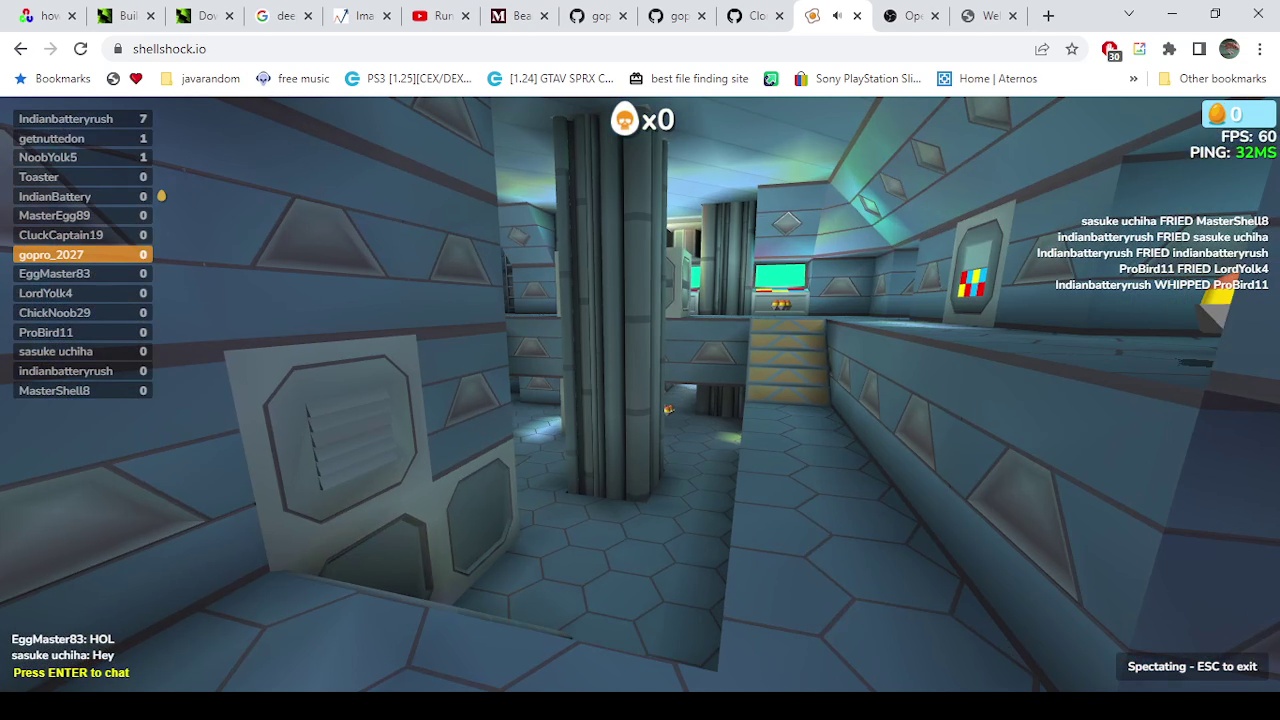 how
Buil
Dov
dee
Ima
Run
Bea
gop
gop
Clo
Ope
Wel
shellshock.io
30
Bookmarks
javarandom
free music
PS3 [1.25][CEX/DEX...
[1.24] GTAV SPRX C...
best file finding site
Sony PlayStation Sli...
Home | Aternos
»
Other bookmarks
x0
0
FPS: 60
PING: 32MS
Indianbatteryrush 7
getnuttedon 1
NoobYolk5 1
Toaster 0
IndianBattery 0
MasterEgg89 0
CluckCaptain19 0
gopro_2027 0
EggMaster83 0
LordYolk4 0
ChickNoob29 0
ProBird11 0
sasuke uchiha 0
indianbatteryrush 0
MasterShell8 0
sasuke uchiha FRIED MasterShell8
indianbatteryrush FRIED sasuke uchiha
Indianbatteryrush FRIED indianbatteryrush
ProBird11 FRIED LordYolk4
Indianbatteryrush WHIPPED ProBird11
EggMaster83: HOL
sasuke uchiha: Hey
Press ENTER to chat
Spectating - ESC to exit